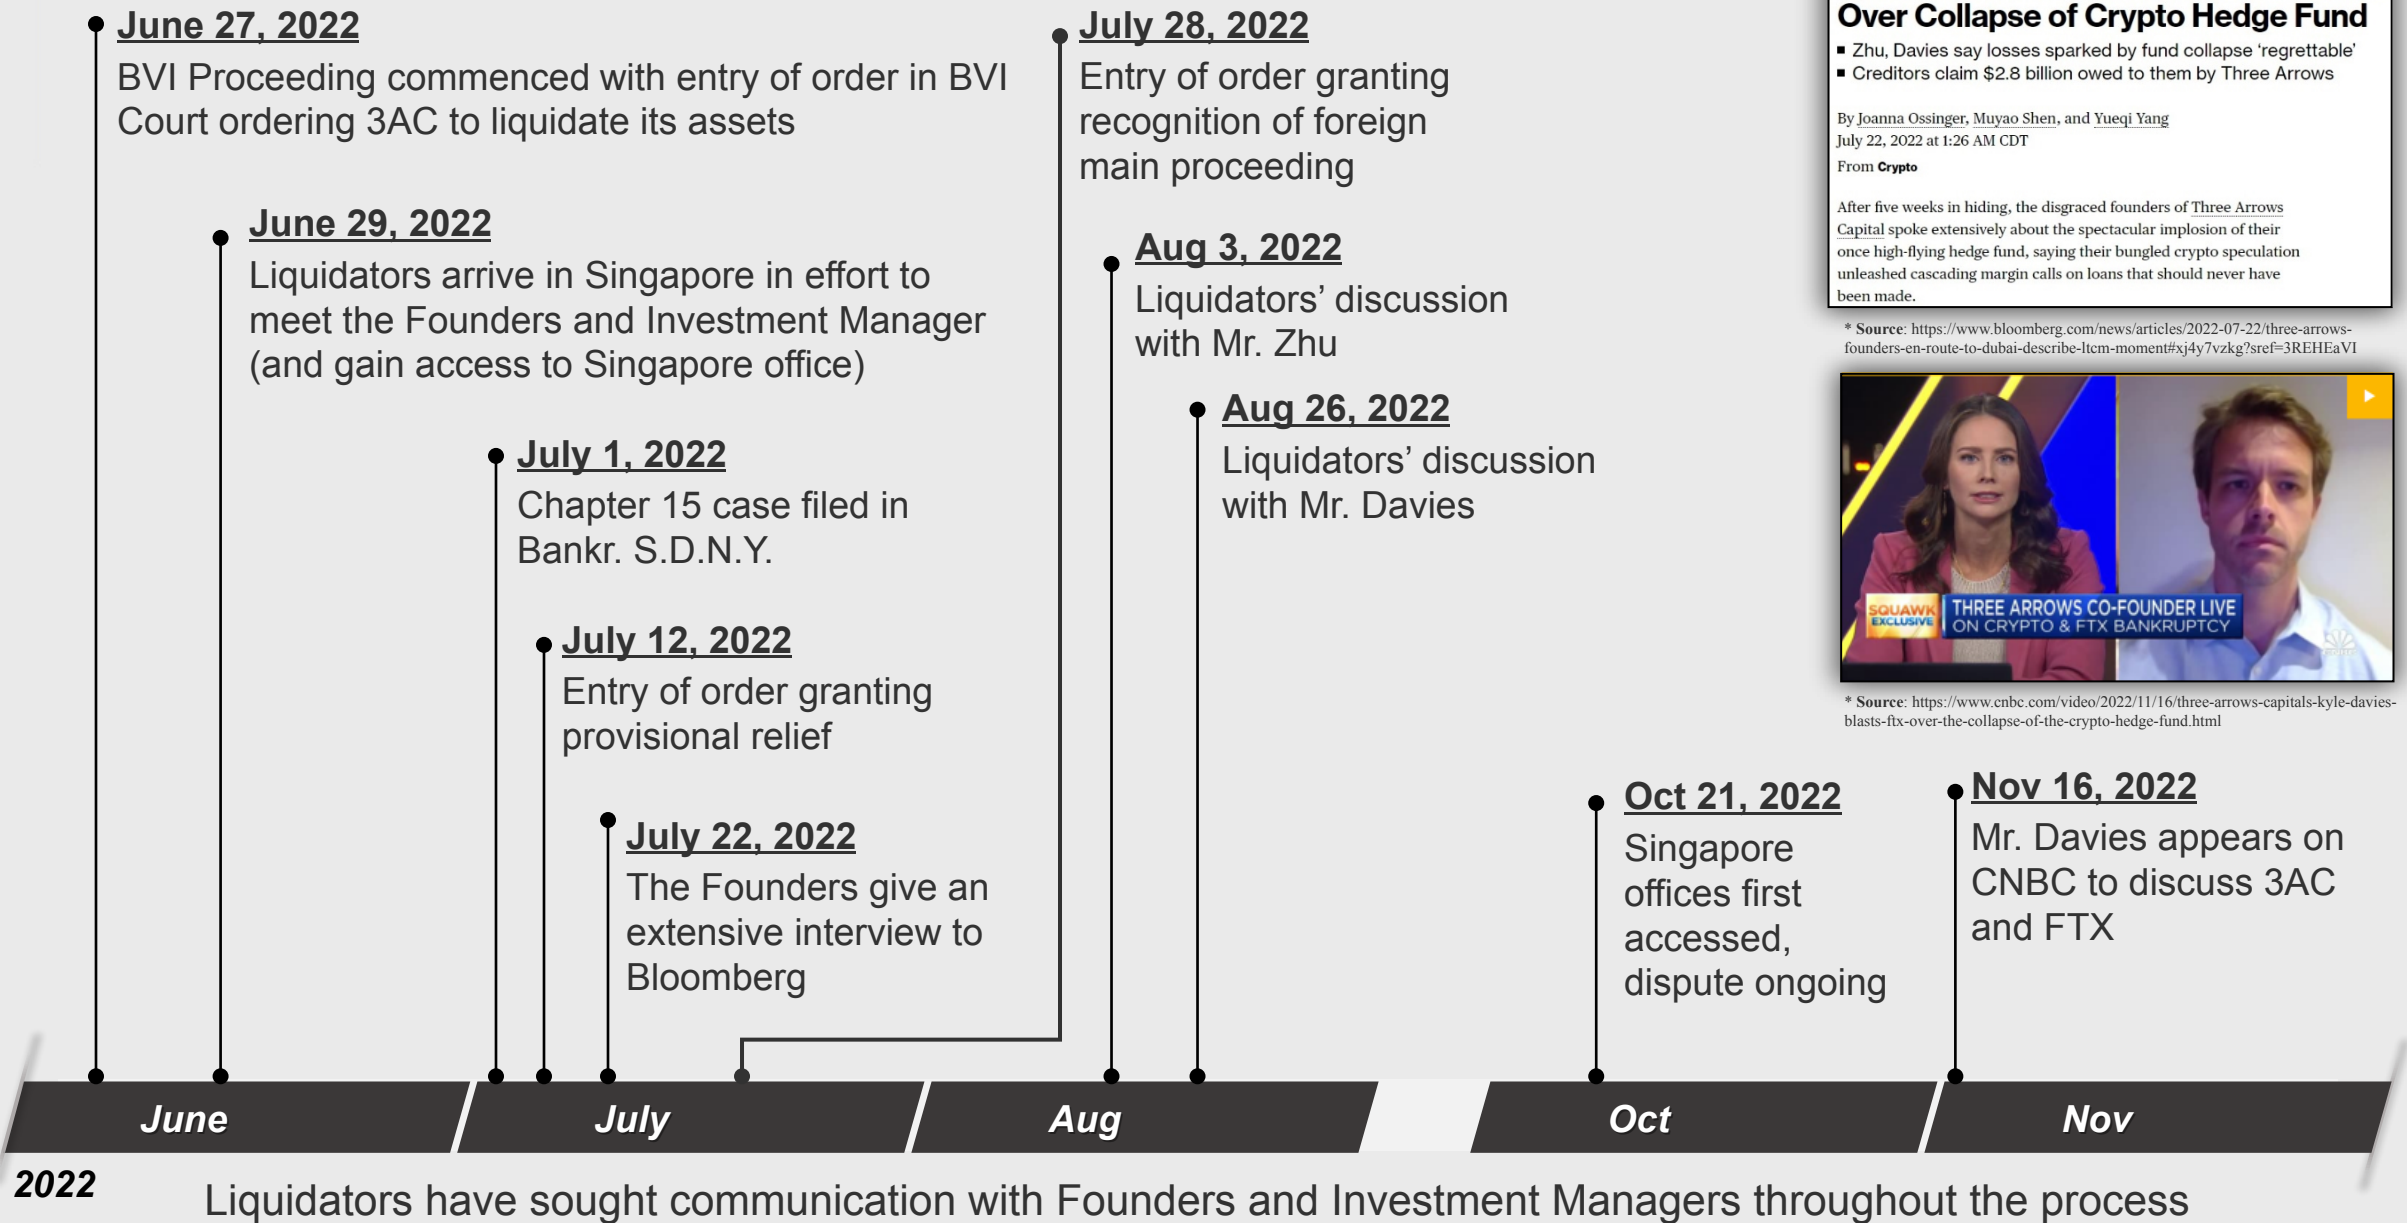 June 27, 2022
BVI Proceeding commenced with entry of order in BVI
Court ordering 3AC to liquidate its assets
June 29, 2022
Liquidators arrive in Singapore in effort to
meet the Founders and Investment Manager
(and gain access to Singapore office)
July 1, 2022
Chapter 15 case filed in
Bankr. S.D.N.Y.
July 12, 2022
Entry of order granting
provisional relief
July 22, 2022
The Founders give an
extensive interview to
Bloomberg
July 28, 2022
Entry of order granting
recognition of foreign
main proceeding
Aug 3, 2022
Liquidators’ discussion
with Mr. Zhu
Aug 26, 2022
Liquidators’ discussion
with Mr. Davies
Over Collapse of Crypto Hedge Fund
▪ Zhu, Davies say losses sparked by fund collapse ‘regrettable’
▪ Creditors claim $2.8 billion owed to them by Three Arrows
By Joanna Ossinger, Muyao Shen, and Yueqi Yang
July 22, 2022 at 1:26 AM CDT
From Crypto
After five weeks in hiding, the disgraced founders of Three Arrows
Capital spoke extensively about the spectacular implosion of their
once high-flying hedge fund, saying their bungled crypto speculation
unleashed cascading margin calls on loans that should never have
been made.
* Source: https://www.bloomberg.com/news/articles/2022-07-22/three-arrows-
founders-en-route-to-dubai-describe-ltcm-moment#xj4y7vzkg?sref=3REHEaVI
SQUAWK
EXCLUSIVE
THREE ARROWS CO-FOUNDER LIVE
ON CRYPTO & FTX BANKRUPTCY
* Source: https://www.cnbc.com/video/2022/11/16/three-arrows-capitals-kyle-davies-
blasts-ftx-over-the-collapse-of-the-crypto-hedge-fund.html
Oct 21, 2022
Singapore
offices first
accessed,
dispute ongoing
Nov 16, 2022
Mr. Davies appears on
CNBC to discuss 3AC
and FTX
June
July
Aug
Oct
Nov
2022
Liquidators have sought communication with Founders and Investment Managers throughout the process